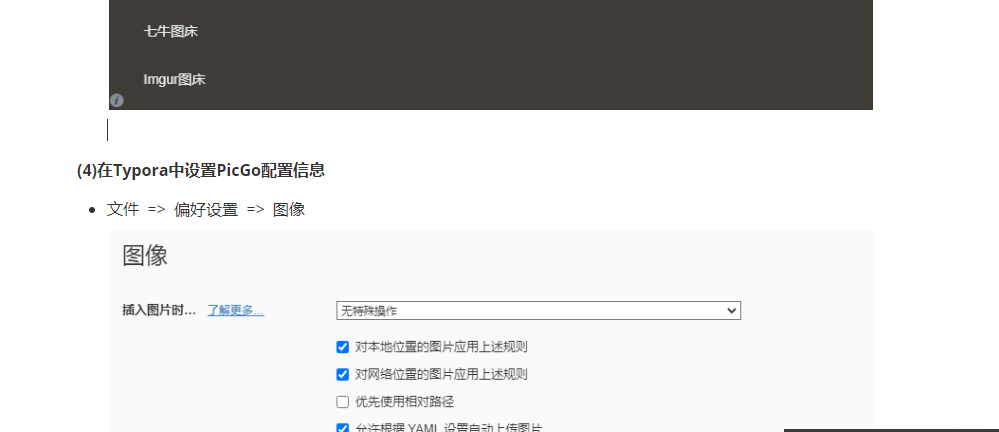 七牛图床
Imgur图床
(4)在Typora中设置PicGo配置信息
文件 => 偏好设置 => 图像
图像
插入图片时... 了解更多... 无特殊操作
对本地位置的图片应用上述规则
对网络位置的图片应用上述规则
优先使用相对路径
允许根据 YAML 设置自动上传图片